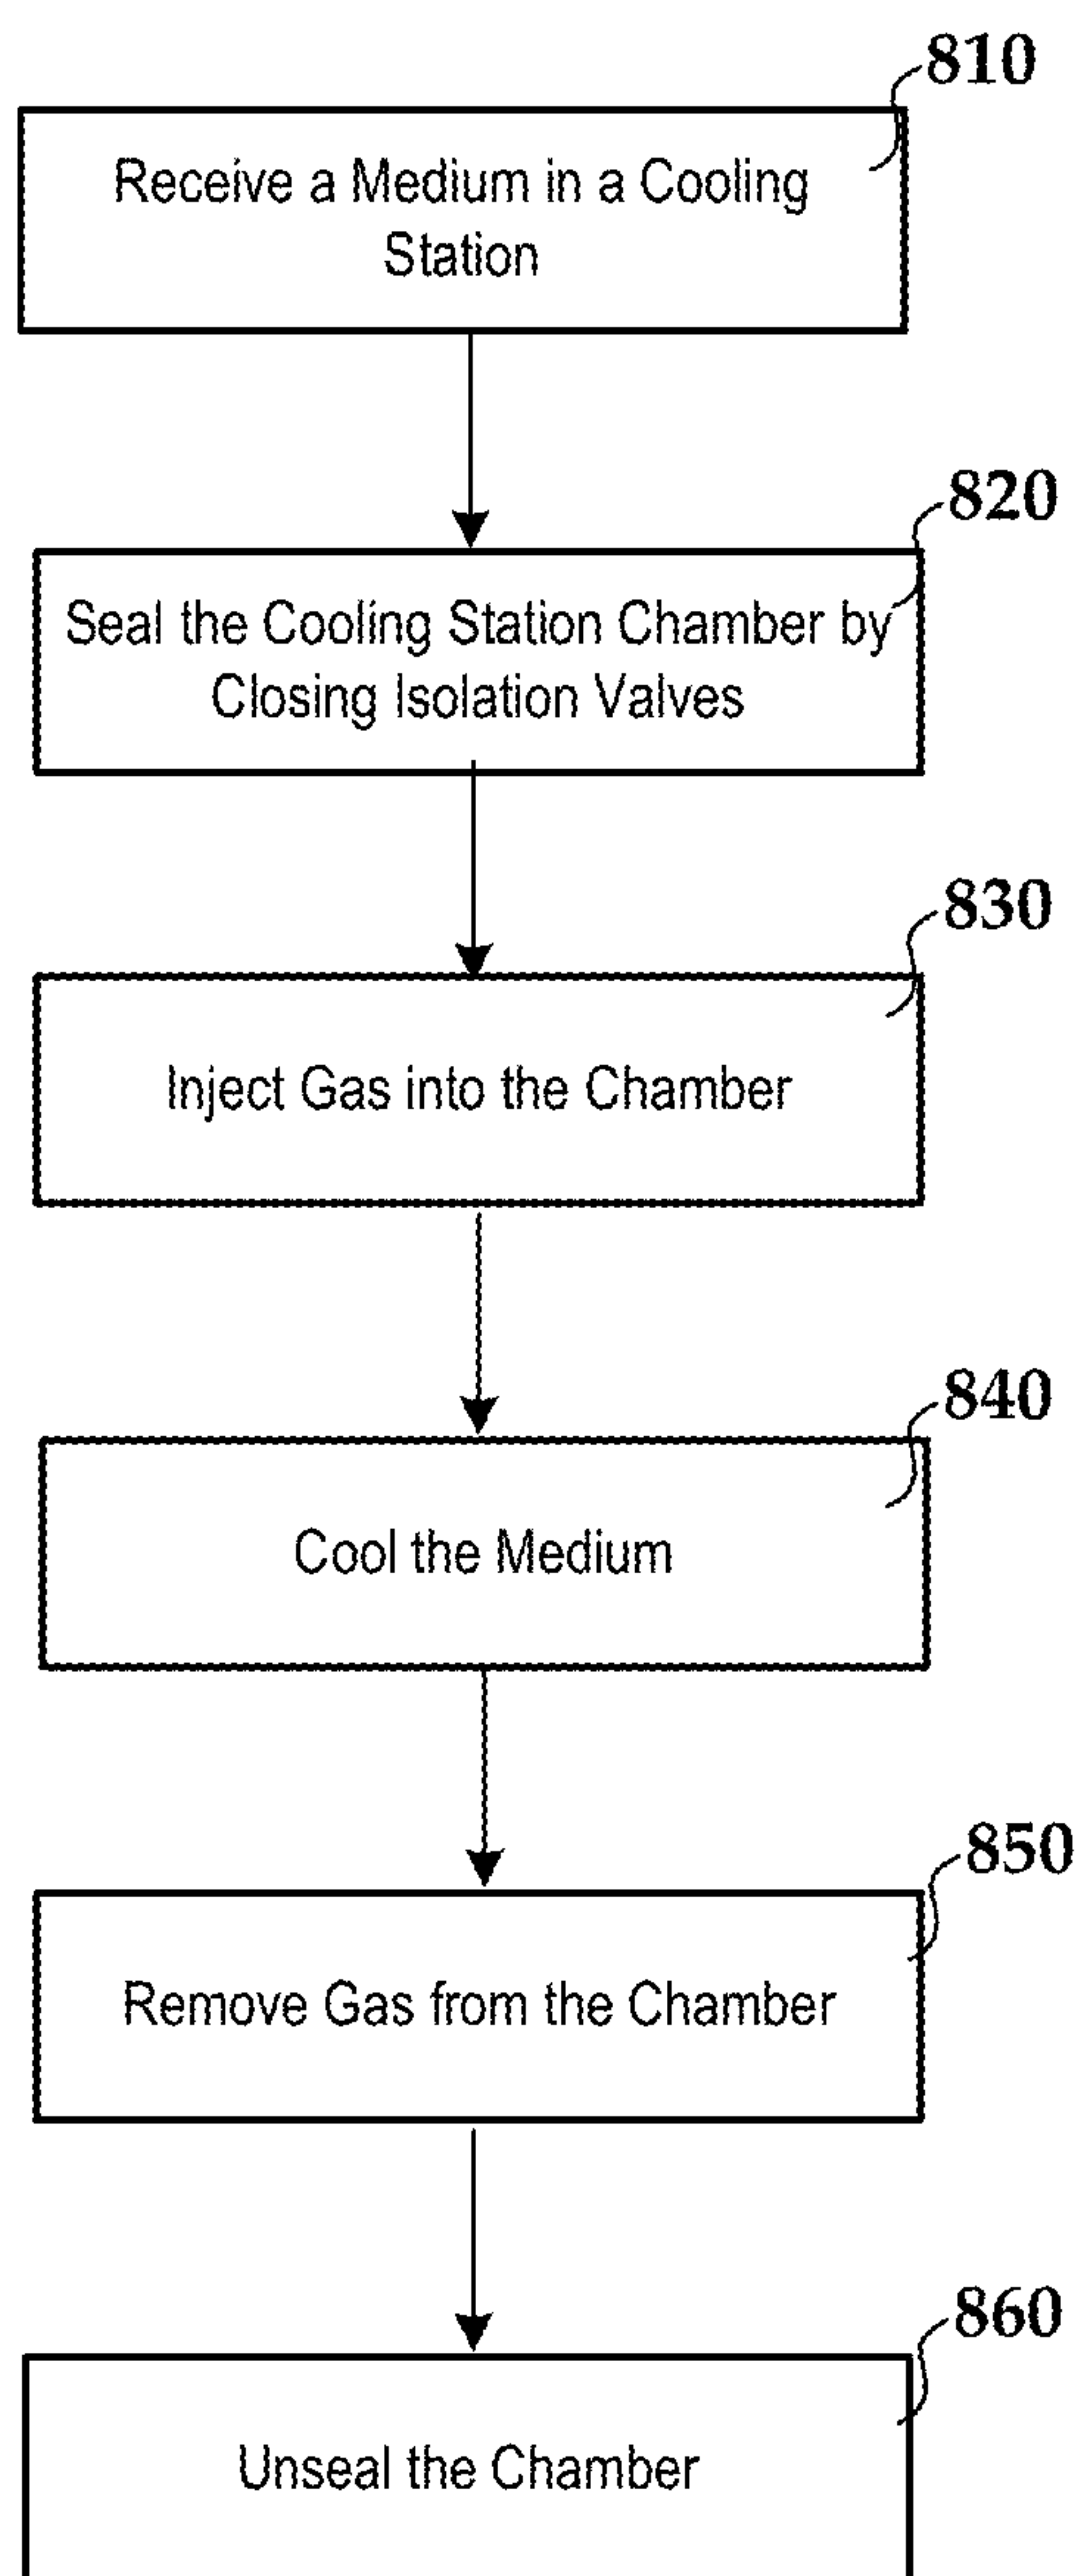 810
Receive a Medium in a Cooling
Station
820
Seal the Cooling Station Chamber by
Closing Isolation Valves
830
Inject Gas into the Chamber
840
Cool the Medium
850
Remove Gas from the Chamber
860
Unseal the Chamber